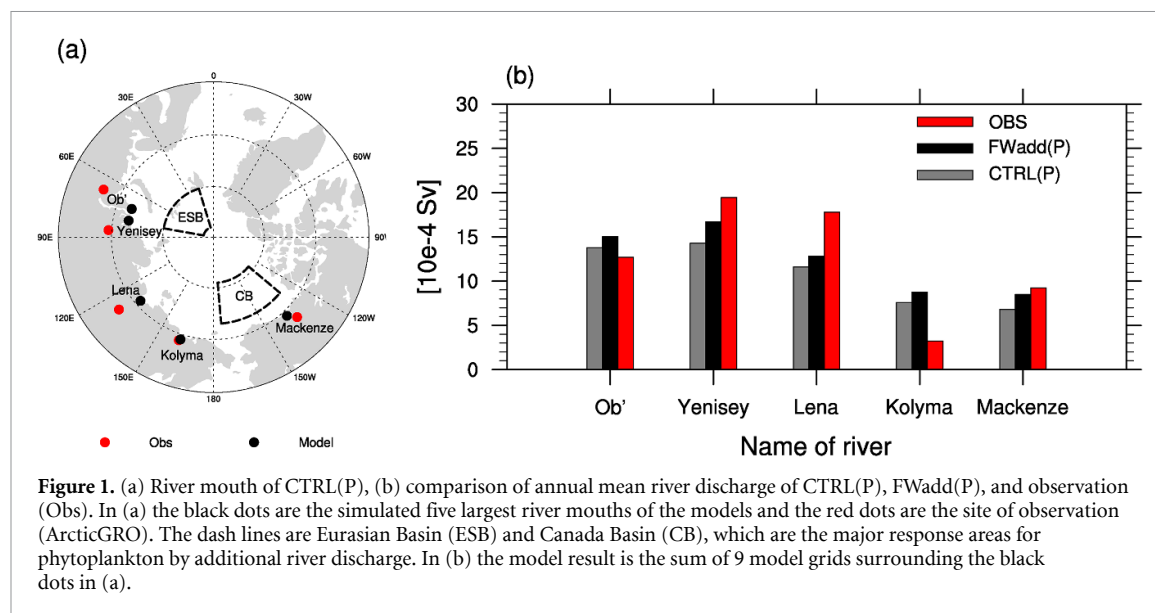 (a)
0
30E
30W
60E
60W
Ob'
ESB
Yenisey
90E
90W
Lena
CB
120E
Mackenze
120W
Kolyma
150E
150W
180
Obs
Model
(b)
30
25
20
15
10
5
0
[10e-4 Sv]
OBS
FWadd(P)
CTRL(P)
Ob'
Yenisey
Lena
Kolyma
Mackenze
Name of river
Figure 1. (a) River mouth of CTRL(P), (b) comparison of annual mean river discharge of CTRL(P), FWadd(P), and observation
(Obs). In (a) the black dots are the simulated five largest river mouths of the models and the red dots are the site of observation
(ArcticGRO). The dash lines are Eurasian Basin (ESB) and Canada Basin (CB), which are the major response areas for
phytoplankton by additional river discharge. In (b) the model result is the sum of 9 model grids surrounding the black
dots in (a).